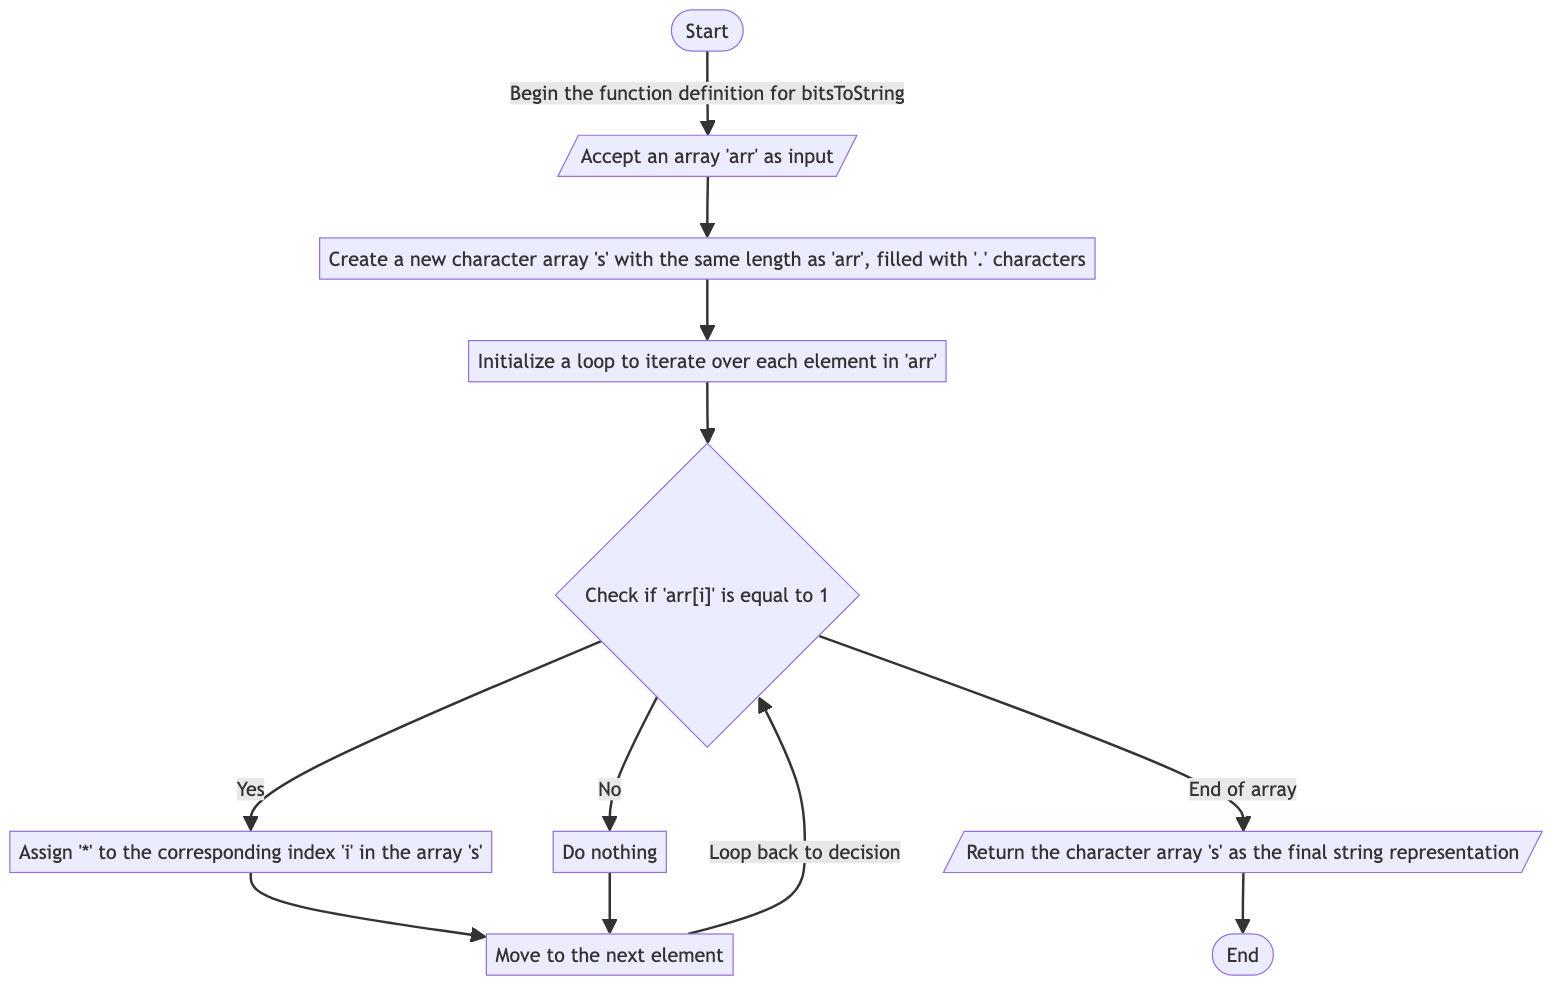 Start
Begin the function definition for bitsToString
Accept an array 'arr' as input
Create a new character array 's' with the same length as 'arr', filled with '.' characters
Initialize a loop to iterate over each element in 'arr'
Check if 'arr[i]' is equal to 1
Yes
No
End of array
Assign '*' to the corresponding index 'i' in the array 's'
Do nothing
Loop back to decision
Return the character array 's' as the final string representation
Move to the next element
End